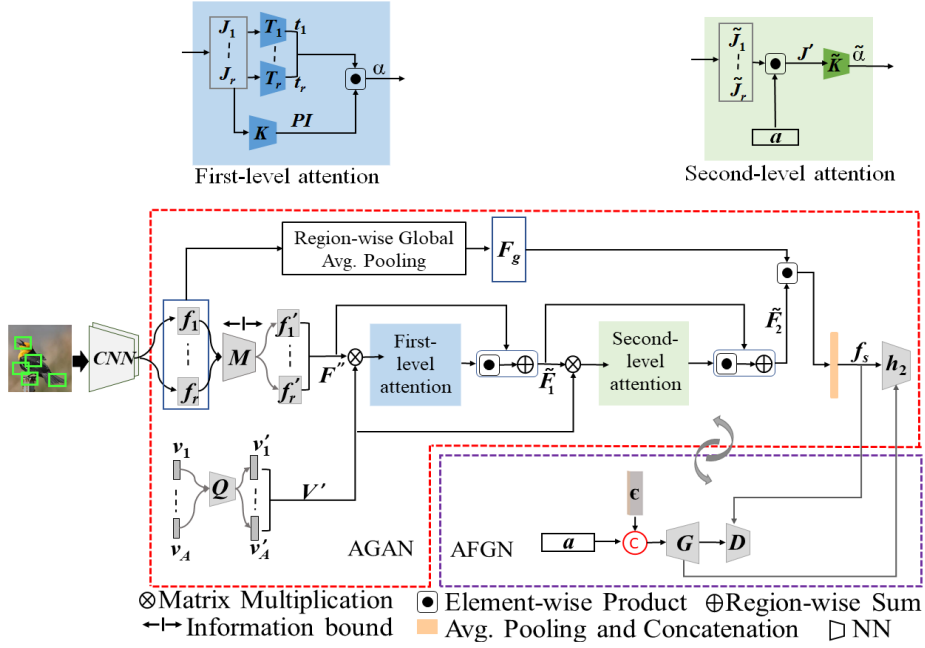 J1
T1
t1
Jr
Tr
tr
α
K
PI
First-level attention
J̃1
J̃r
J′
K̃
α̃
a
Second-level attention
Region-wise Global
Avg. Pooling
Fg
CNN
f1
fr
M
f1′
fr′
F″
First-
level
attention
F̃1
Second-
level
attention
F̃2
fs
h2
v1
vA
Q
v1′
vA′
V′
AGAN
AFGN
ϵ
a
C
G
D
⊗Matrix Multiplication
Element-wise Product
⊕Region-wise Sum
Information bound
Avg. Pooling and Concatenation
NN